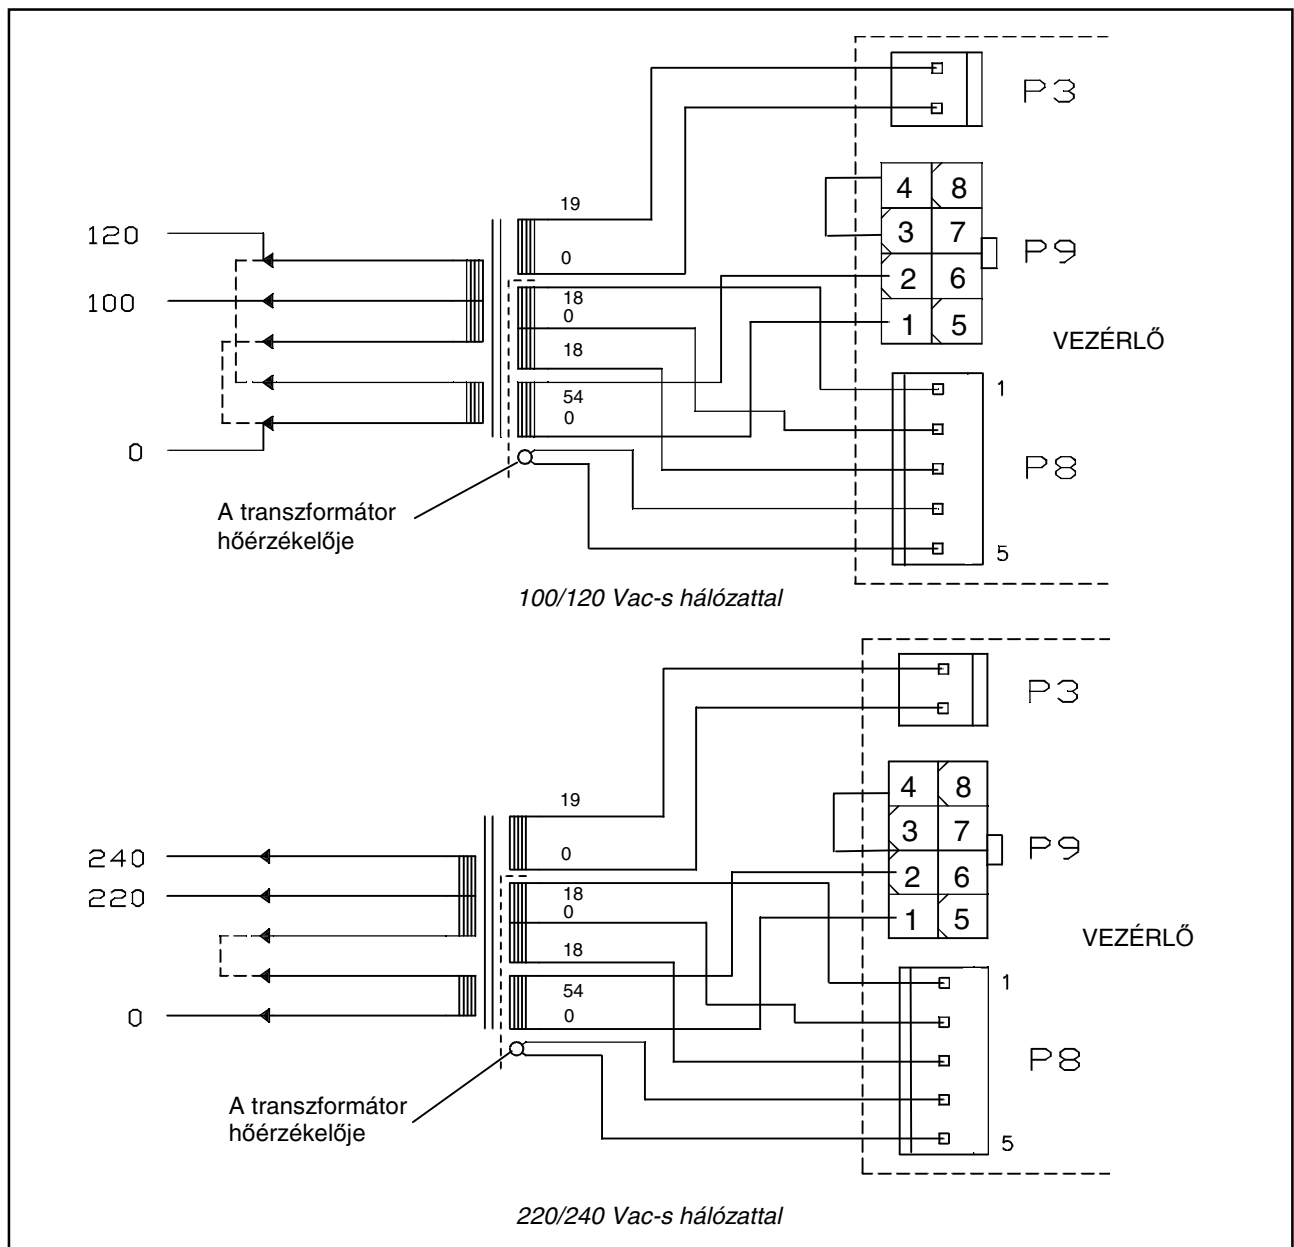 P3
4 8
19
3 7
120
P9
0
2 6
18
100
0
1 5
VEZÉRLŐ
18
1
54
0
0
P8
A transzformátor
hőérzékelője
5
100/120 Vac-s hálózattal
P3
4 8
19
3 7
240
0
P9
2 6
220
18
0
1 5
VEZÉRLŐ
18
1
54
0
0
P8
A transzformátor
hőérzékelője
5
220/240 Vac-s hálózattal